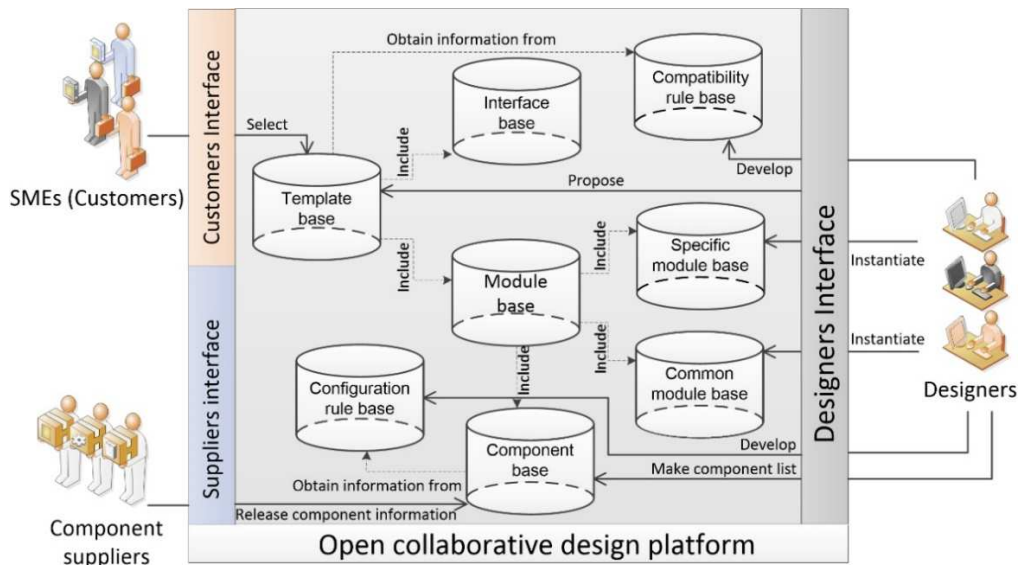 Obtain information from
Compatibility
rule base
Interface
base
Customers Interface
Select
Include
Develop
SMEs (Customers)
Template
base
Propose
Include
Specific
module base
Include
Instantiate
Module
base
Designers Interface
Suppliers interface
Include
Include
Instantiate
Configuration
rule base
Common
module base
Designers
Develop
Component
base
Make component list
Obtain information from
Release component information
Component
suppliers
Open collaborative design platform